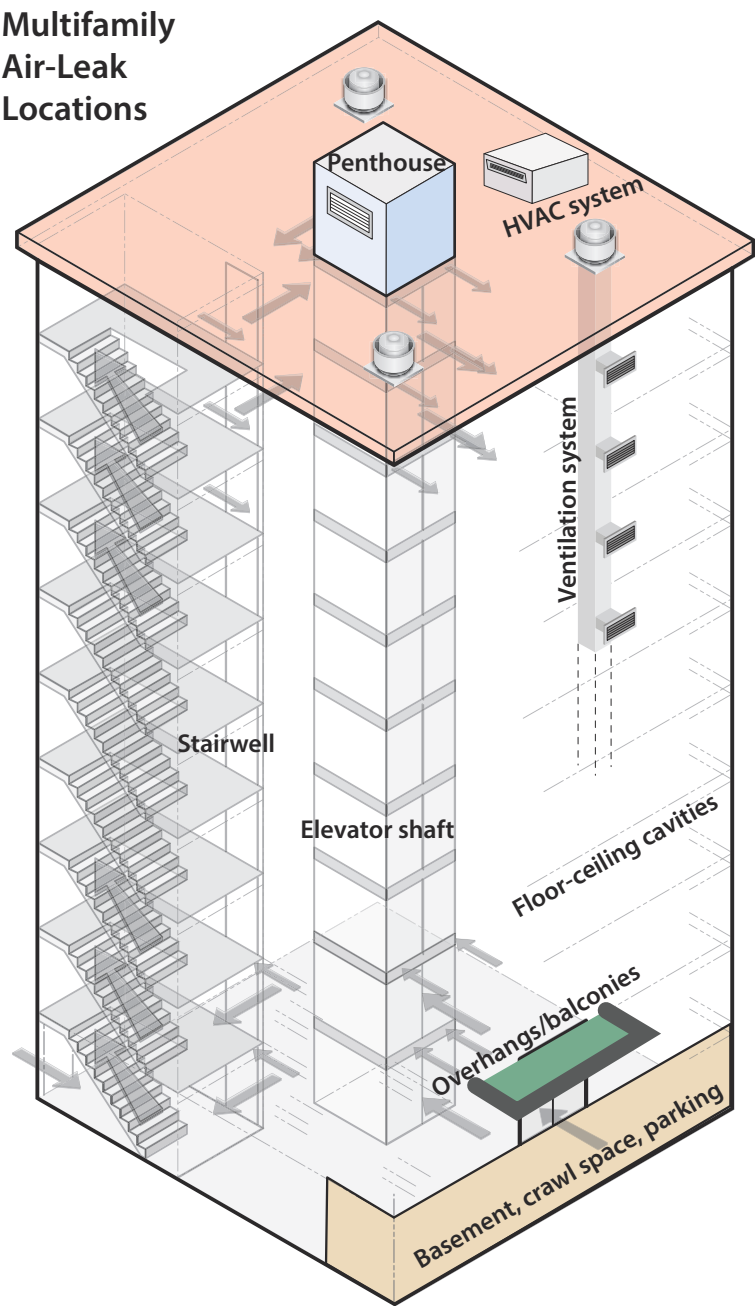 Multifamily
Air-Leak
Locations
Penthouse
HVAC system
Ventilation system
Stairwell
Elevator shaft
Floor-ceiling cavities
Overhangs/balconies
Basement, crawl space, parking